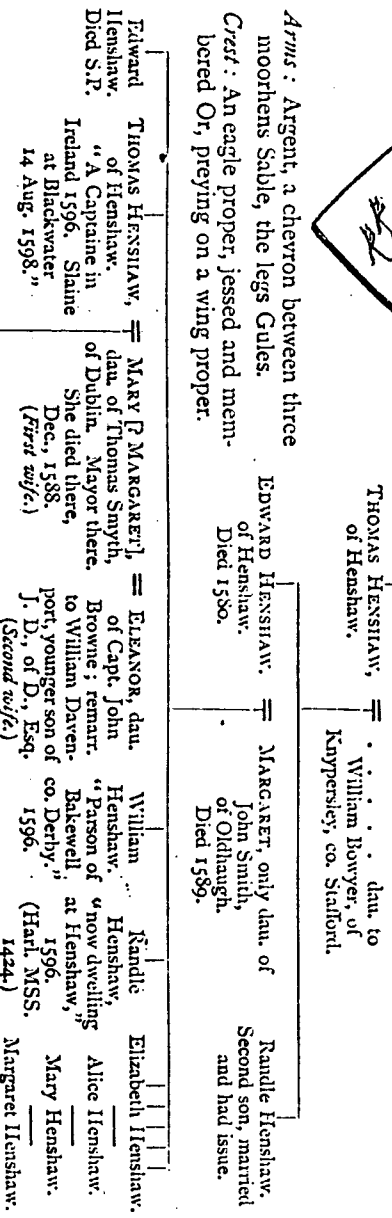 Arms : Argent, a chevron between three
moorhens Sable, the legs Gules.
Crest : An eagle proper, jessed and mem-
bered Or, preying on a wing proper.
THOMAS HENSHAW,
of Henshaw.
=
. . . . . . dau. to
William Bowyer, of
Knypersley, co. Stafford.
EDWARD HENSHAW.
of Henshaw.
Died 1580.
=
MARGARET, only dau. of
John Smith,
of Oldhaugh.
Died 1589.
Randle Henshaw.
Second son, married
and had issue.
Edward
Henshaw.
Died S.P.
THOMAS HENSHAW,
of Henshaw.
"A Captaine in
Ireland 1596. Slaine
at Blackwater
14 Aug. 1598."
=
MARY [? MARGARET],
dau. of Thomas Smyth,
of Dublin. Mayor there.
She died there,
Dec., 1588.
(First wife.)
=
ELEANOR, dau.
of Capt. John
Browne ; remarr.
to William Daven-
port, younger son of
J. D., of D., Esq.
(Second wife.)
William
Henshaw.
"Parson of
Bakewell,
co. Derby."
1596.
Randle
Henshaw,
"now dwelling
at Henshaw,"
1596.
(Harl. MSS.
1424.)
Elizabeth Henshaw.
Alice Henshaw.
Mary Henshaw.
Margaret Henshaw.